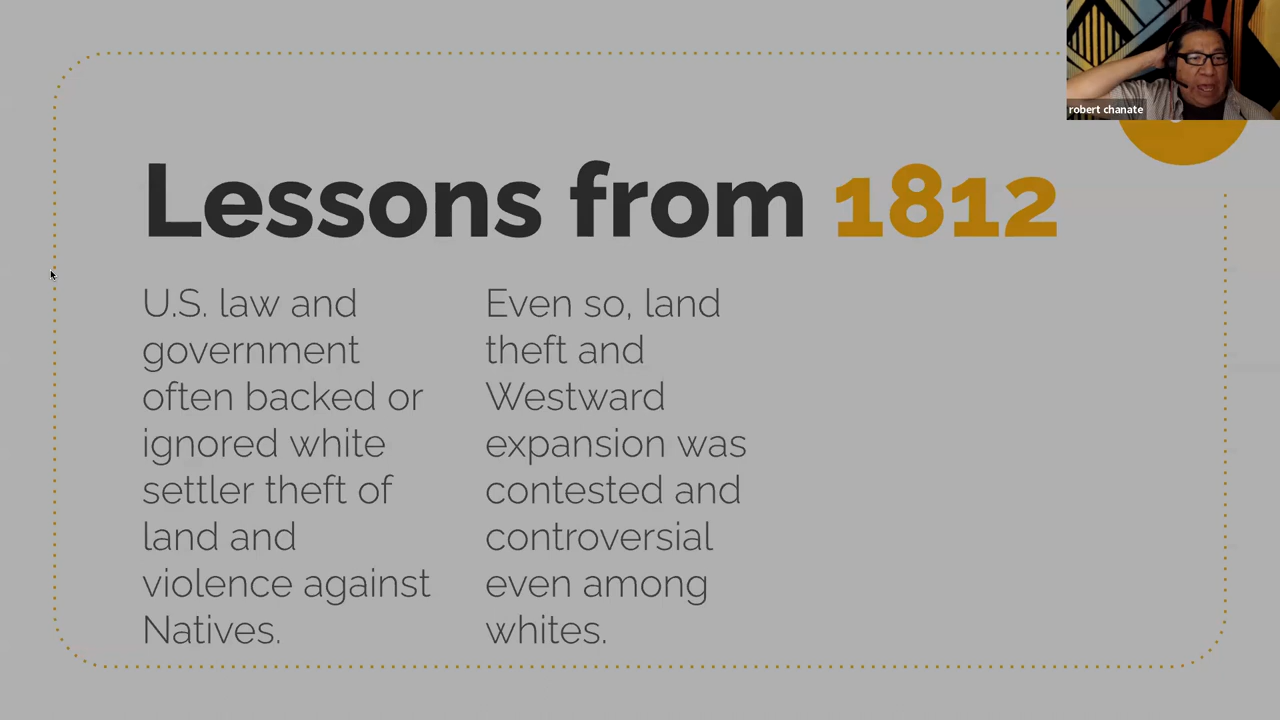 robert chanate
Lessons from 1812
U.S. law and
government
often backed or
ignored white
settler theft of
land and
violence against
Natives.
Even so, land
theft and
Westward
expansion was
contested and
controversial
even among
whites.